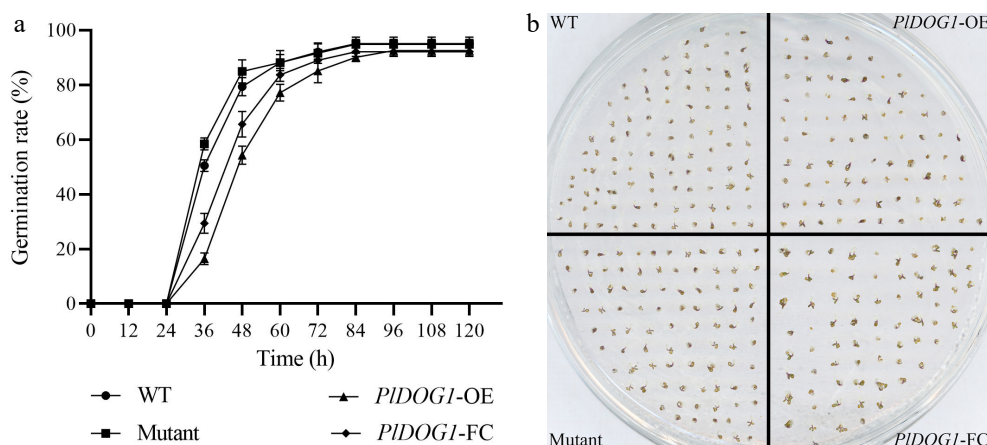 a
100
80
60
40
20
0
Germination rate (%)
0 12 24 36 48 60 72 84 96 108 120
Time (h)
WT
PlDOG1-OE
Mutant
PlDOG1-FC
b
WT
PlDOG1-OE
Mutant
PlDOG1-FC